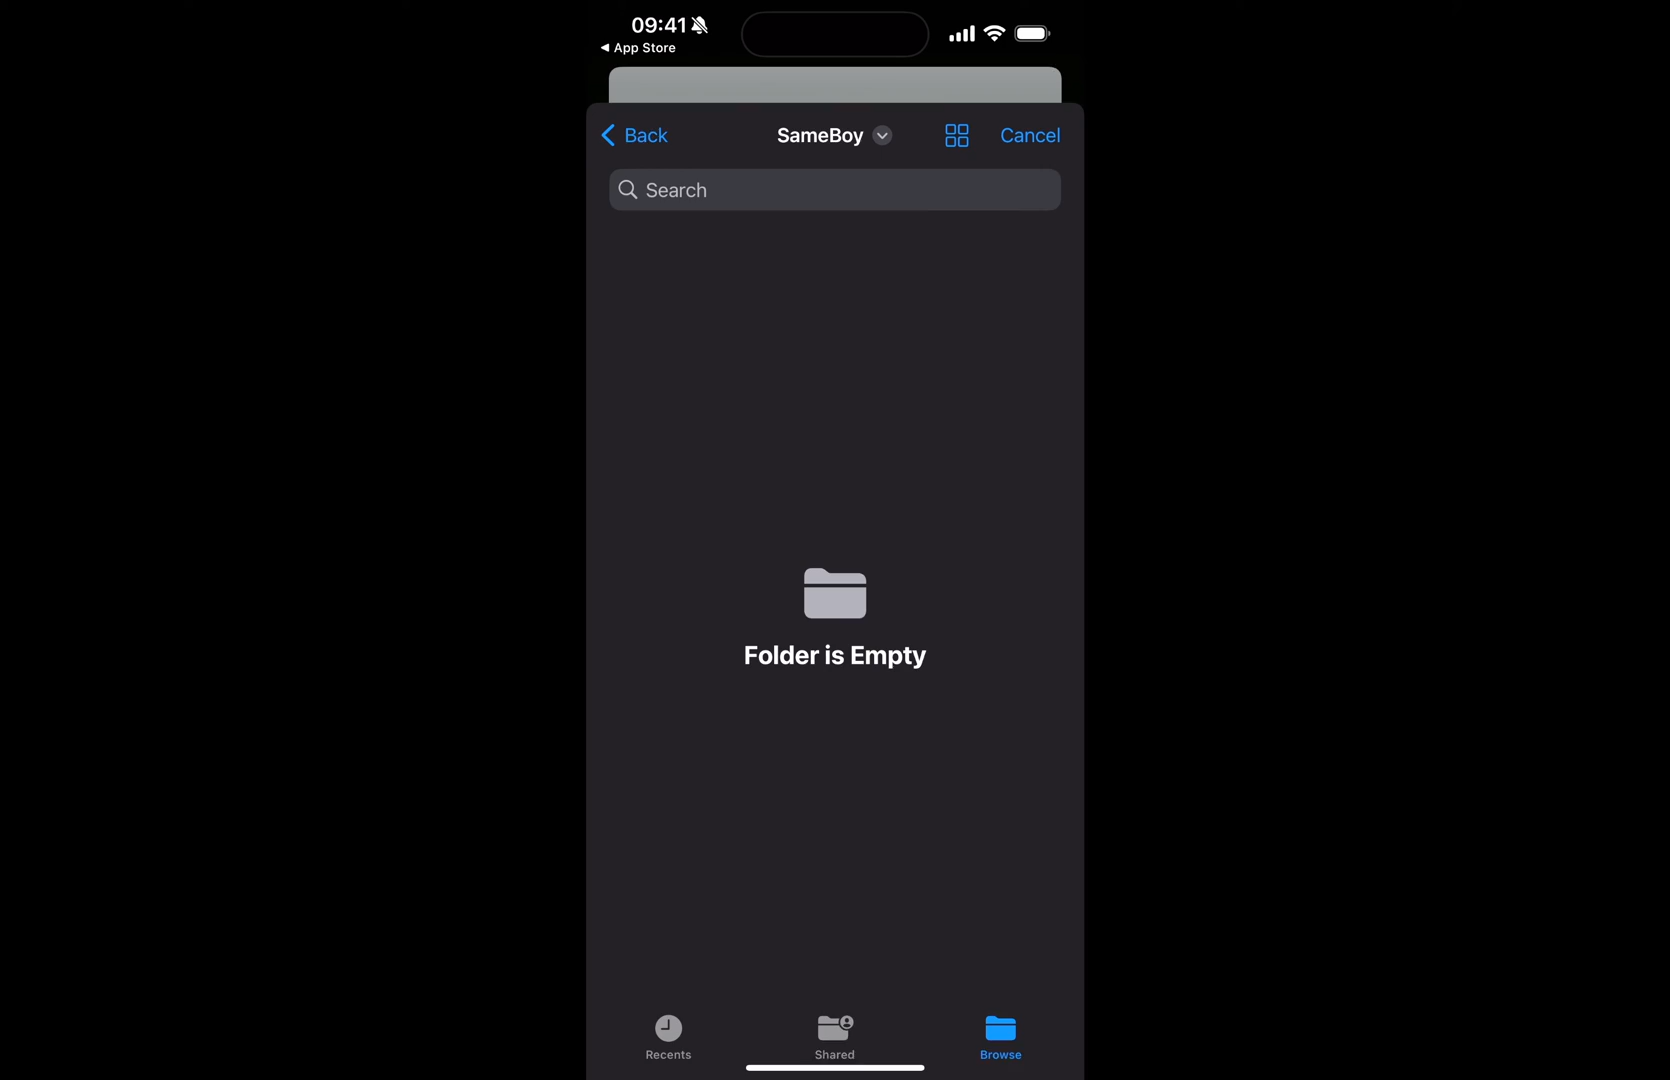 09:41
◀ App Store
Back
SameBoy
Cancel
Search
Folder is Empty
Recents
Shared
Browse